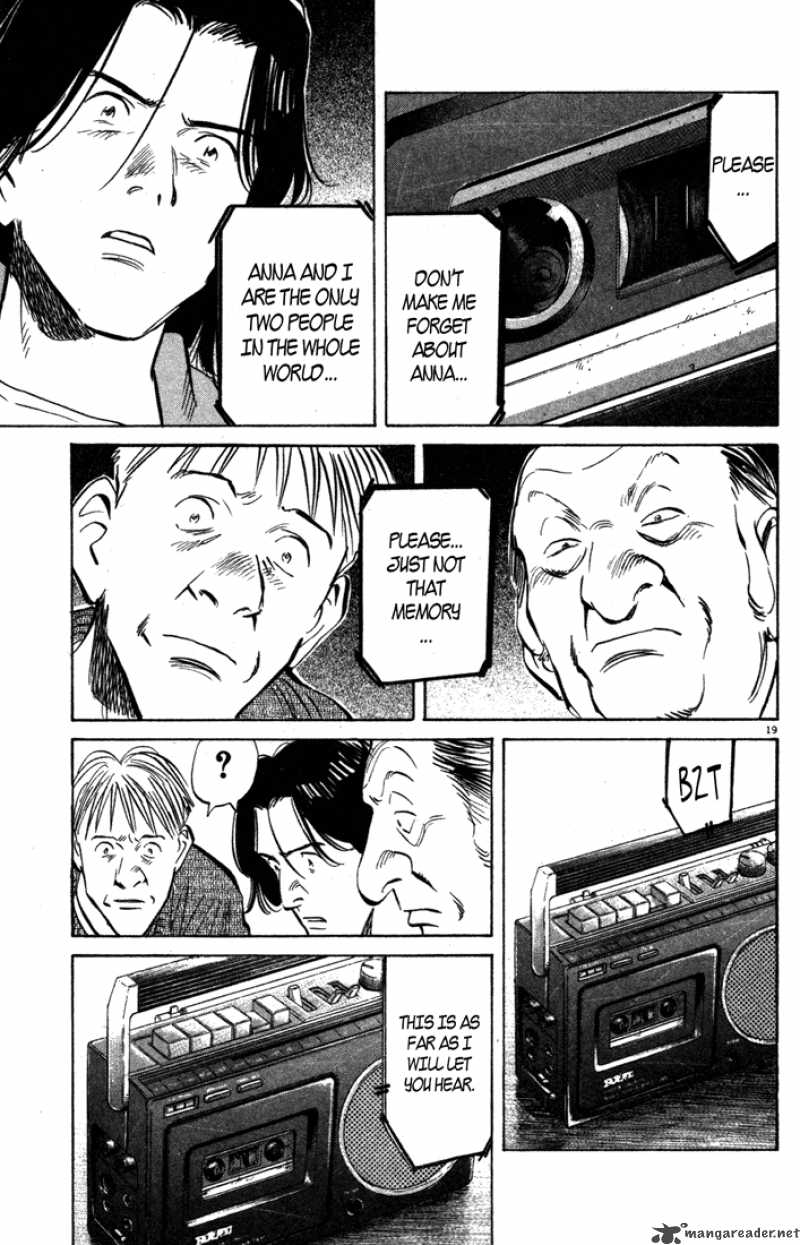 PLEASE
...
DON'T
MAKE ME
FORGET
ABOUT
ANNA...
ANNA AND I
ARE THE ONLY
TWO PEOPLE
IN THE WHOLE
WORLD...
PLEASE...
JUST NOT
THAT
MEMORY
...
19
BZT
?
THIS IS AS
FAR AS I
WILL LET
YOU HEAR.
mangareader.net